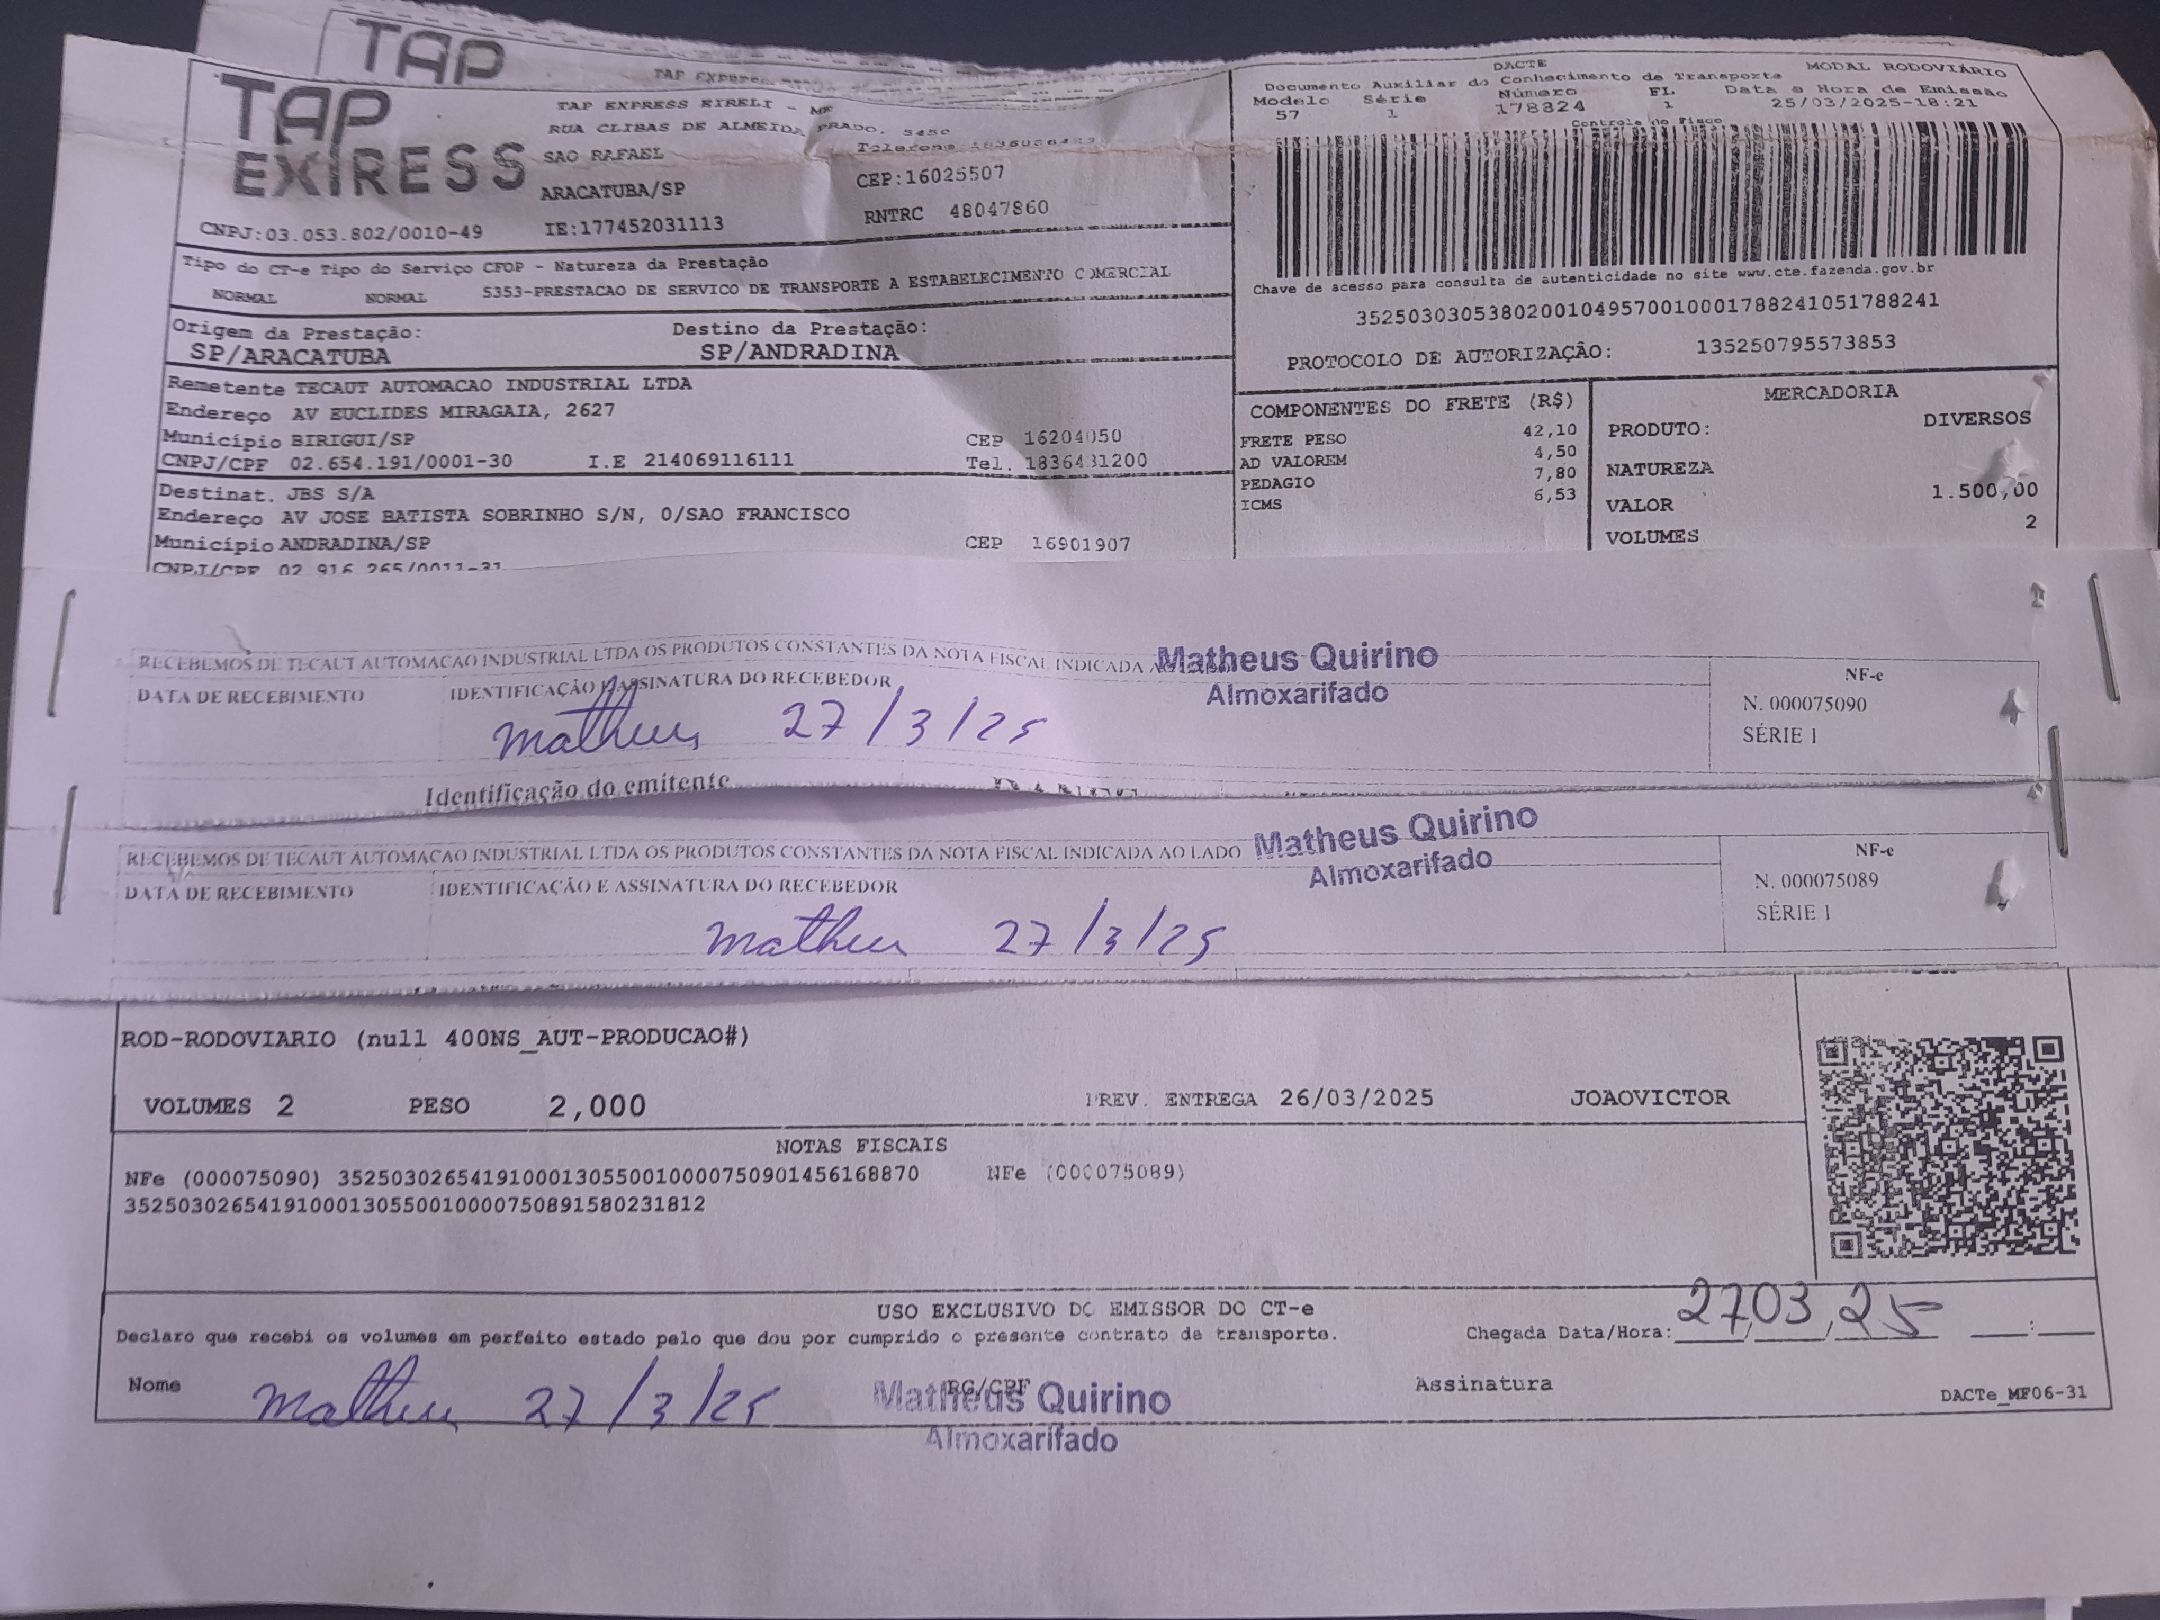 TAP
TAP
EXIRESS
TAP EXPRESS EIRELI - ME
RUA CLIBAS DE ALMEIDA PRADO, 5450
SAO RAFAEL
ARACATUBA/SP CEP:16025507
CNPJ:03.053.802/0010-49 IE:177452031113 RNTRC 48047860
DACTE MODAL RODOVIÁRIO
Documento Auxiliar do Conhecimento de Transporte
Modelo Série Número FL Data e Hora de Emissão
57 1 178824 1 25/03/2025-18:21
Controle do Fisco
Chave de acesso para consulta de autenticidade no site www.cte.fazenda.gov.br
35250303053802001049570010001788241051788241
PROTOCOLO DE AUTORIZAÇÃO: 135250795573853
Tipo do CT-e Tipo do Serviço CFOP - Natureza da Prestação
NORMAL NORMAL 5353-PRESTACAO DE SERVICO DE TRANSPORTE A ESTABELECIMENTO COMERCIAL
Origem da Prestação: Destino da Prestação:
SP/ARACATUBA SP/ANDRADINA
Remetente TECAUT AUTOMACAO INDUSTRIAL LTDA
Endereço AV EUCLIDES MIRAGAIA, 2627
Município BIRIGUI/SP CEP 16204050
CNPJ/CPF 02.654.191/0001-30 I.E 214069116111 Tel. 1836431200
Destinat. JBS S/A
Endereço AV JOSE BATISTA SOBRINHO S/N, 0/SAO FRANCISCO
Município ANDRADINA/SP CEP 16901907
CNPJ/CPF 02.916.265/0011-31
COMPONENTES DO FRETE (R$)
FRETE PESO 42,10
AD VALOREM 4,50
PEDAGIO 7,80
ICMS 6,53
MERCADORIA
PRODUTO: DIVERSOS
NATUREZA
VALOR 1.500,00
VOLUMES 2
RECEBEMOS DE TECAUT AUTOMACAO INDUSTRIAL LTDA OS PRODUTOS CONSTANTES DA NOTA FISCAL INDICADA AO LADO
Matheus Quirino
Almoxarifado
DATA DE RECEBIMENTO IDENTIFICAÇÃO E ASSINATURA DO RECEBEDOR
Matheus 27/3/25
NF-e
N. 000075090
SÉRIE 1
Identificação do emitente
RECEBEMOS DE TECAUT AUTOMACAO INDUSTRIAL LTDA OS PRODUTOS CONSTANTES DA NOTA FISCAL INDICADA AO LADO
Matheus Quirino
Almoxarifado
DATA DE RECEBIMENTO IDENTIFICAÇÃO E ASSINATURA DO RECEBEDOR
Matheus 27/3/25
NF-e
N. 000075089
SÉRIE 1
ROD-RODOVIARIO (null 400NS_AUT-PRODUCAO#)
VOLUMES 2 PESO 2,000 PREV. ENTREGA 26/03/2025 JOAOVICTOR
NOTAS FISCAIS
NFe (000075090) 35250302654191000130550010000750901456168870 NFe (000075089)
35250302654191000130550010000750891580231812
USO EXCLUSIVO DO EMISSOR DO CT-e
Declaro que recebi os volumes em perfeito estado pelo que dou por cumprido o presente contrato de transporte.
Chegada Data/Hora: 27/03/25 :
Nome Matheus 27/3/25 RG/CPF Assinatura
Matheus Quirino
Almoxarifado
DACTe_MF06-31